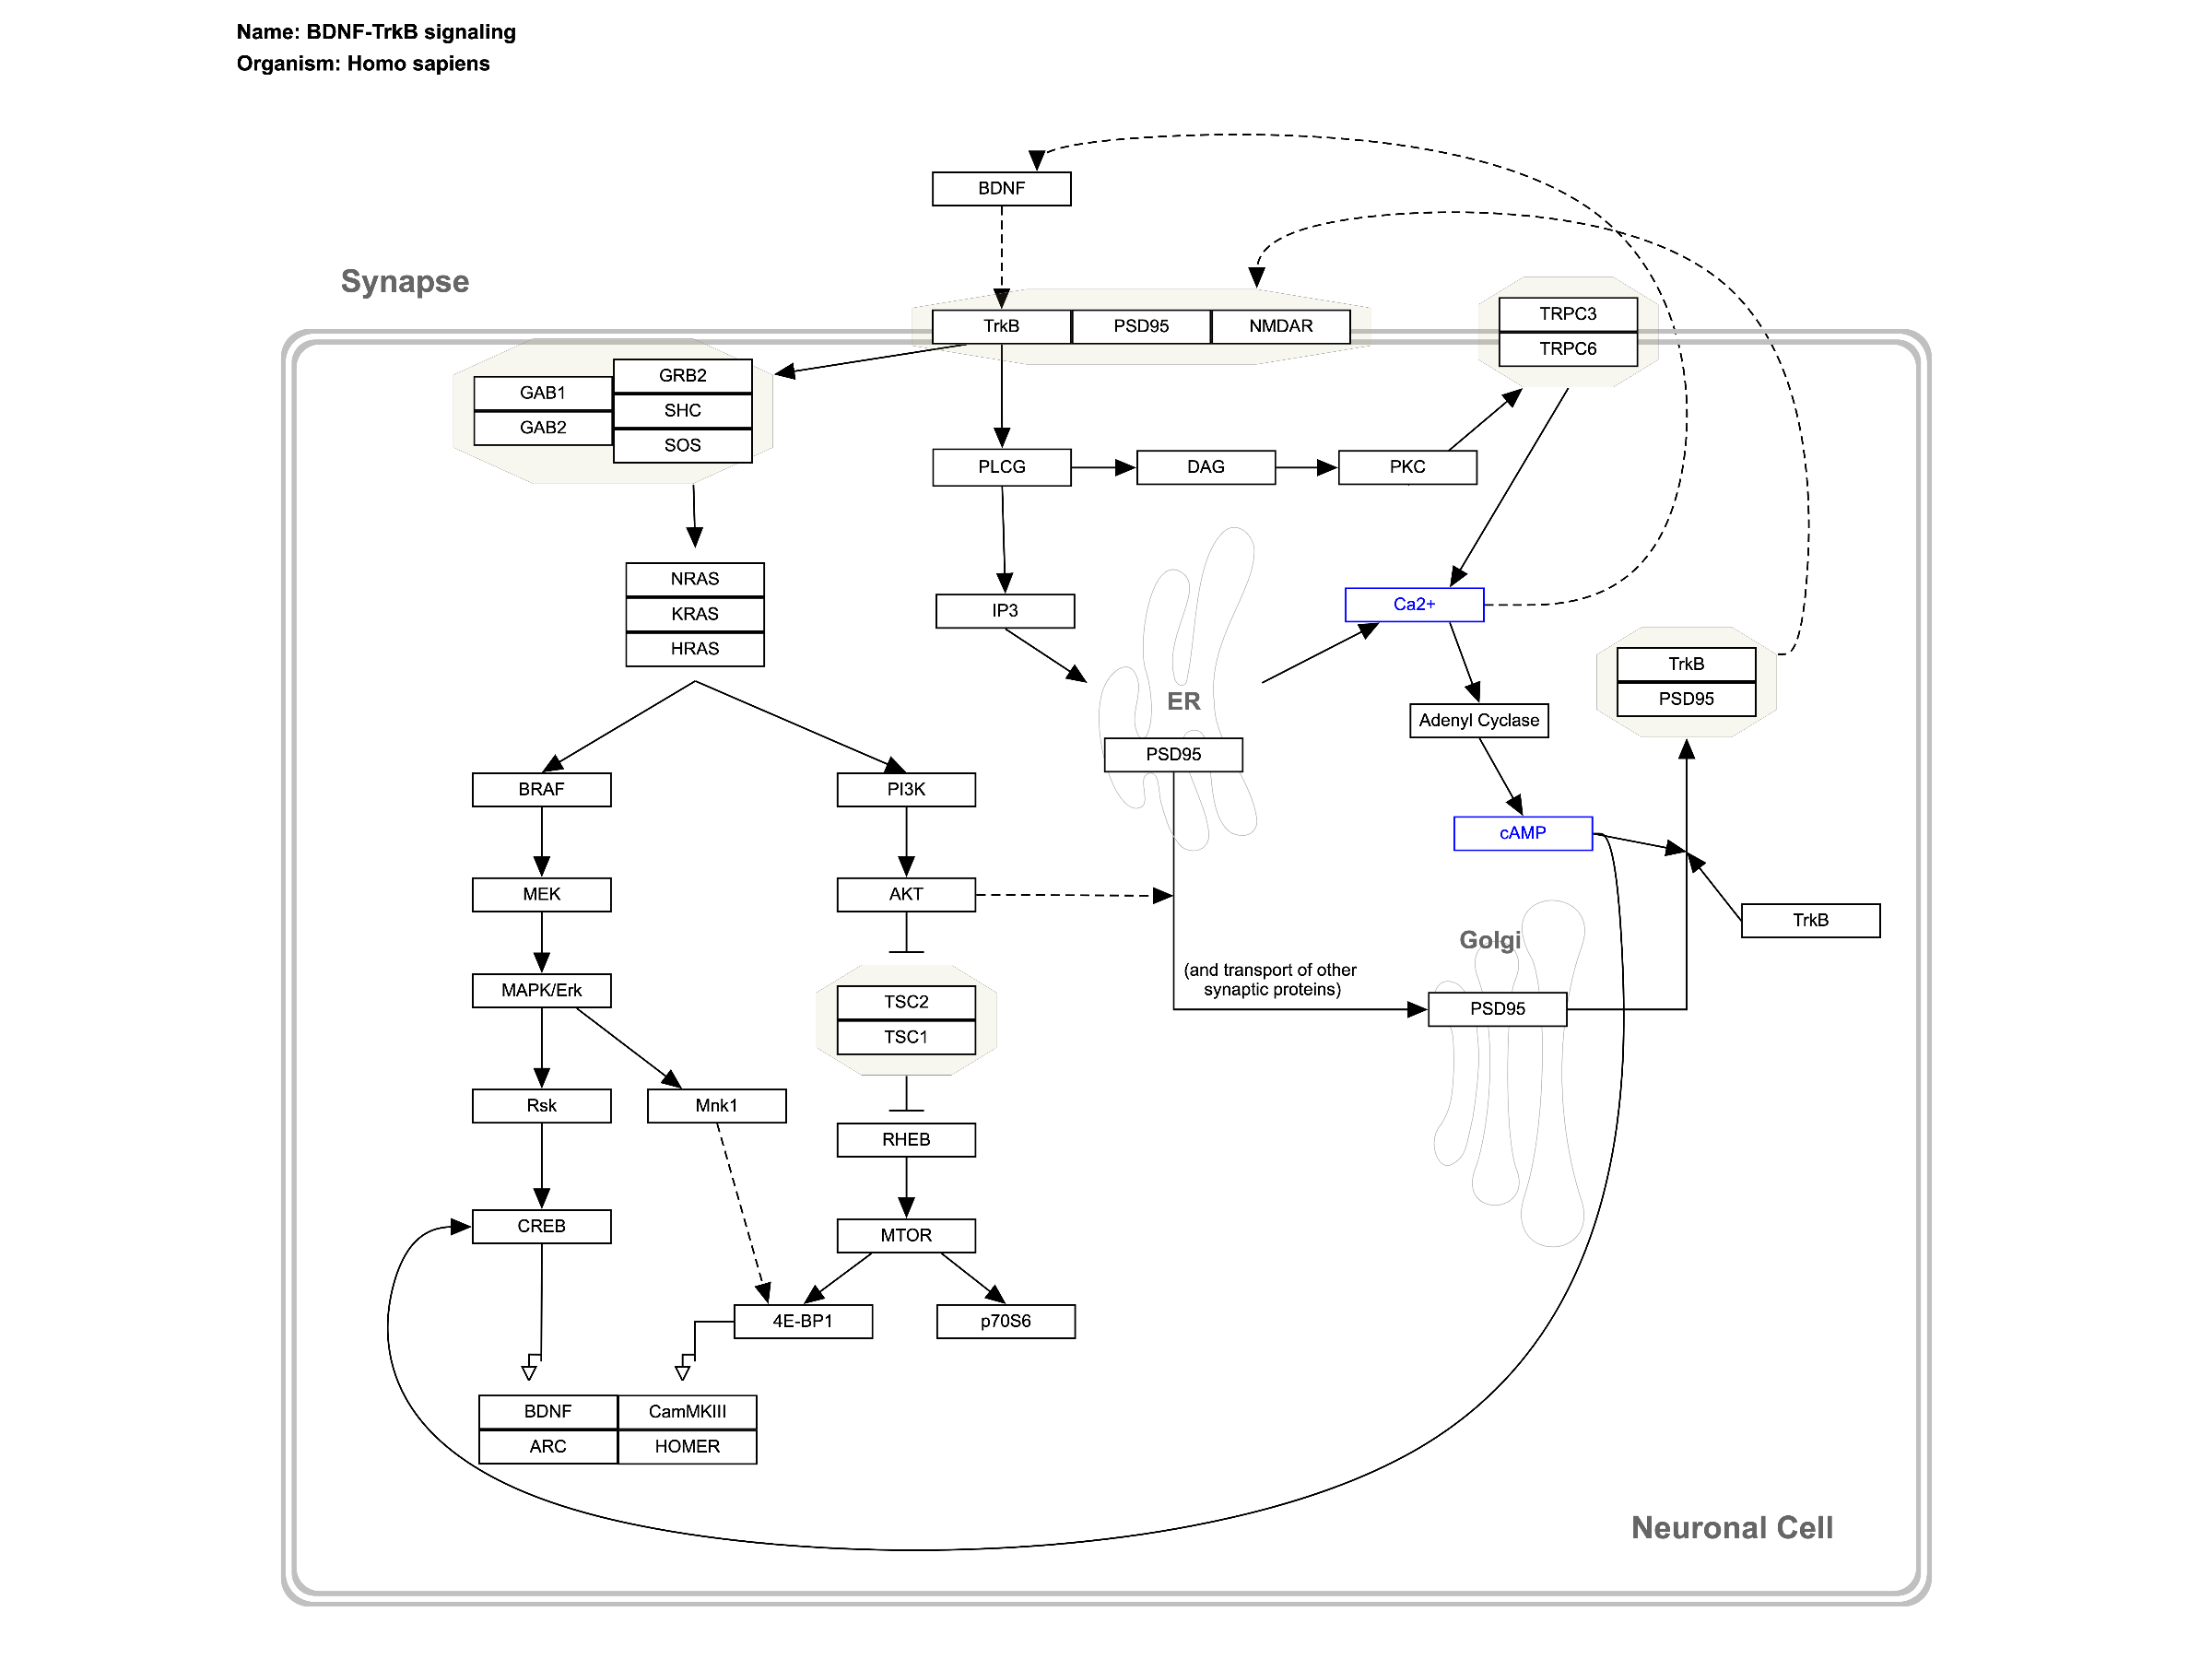 Name: BDNF-TrkB signaling
Organism: Homo sapiens
BDNF
Synapse
TrkB
PSD95
NMDAR
TRPC3
TRPC6
GAB1
GAB2
GRB2
SHC
SOS
PLCG
DAG
PKC
NRAS
KRAS
HRAS
IP3
Ca2+
ER
PSD95
TrkB
PSD95
Adenyl Cyclase
BRAF
PI3K
cAMP
MEK
AKT
TrkB
Golgi
(and transport of other
synaptic proteins)
MAPK/Erk
TSC2
TSC1
PSD95
Rsk
Mnk1
RHEB
CREB
MTOR
4E-BP1
p70S6
BDNF
CamMKIII
ARC
HOMER
Neuronal Cell